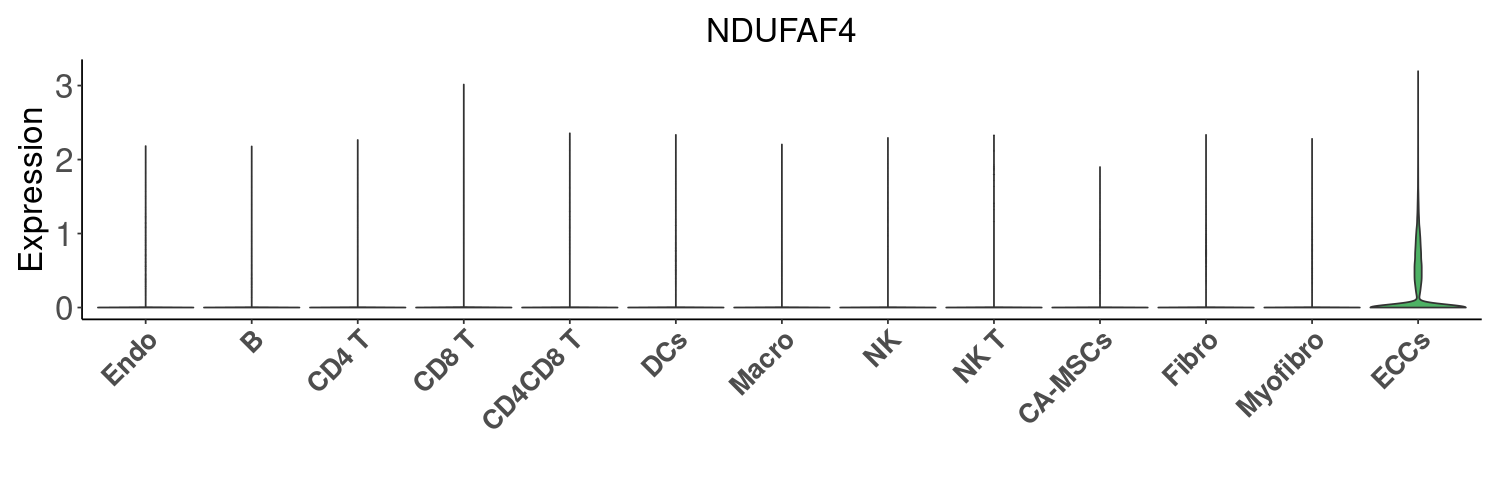 NDUFAF4
Expression
3
2
1
0
Endo
B
CD4 T
CD8 T
CD4CD8 T
DCs
Macro
NK
NK T
CA-MSCs
Fibro
Myofibro
ECCs